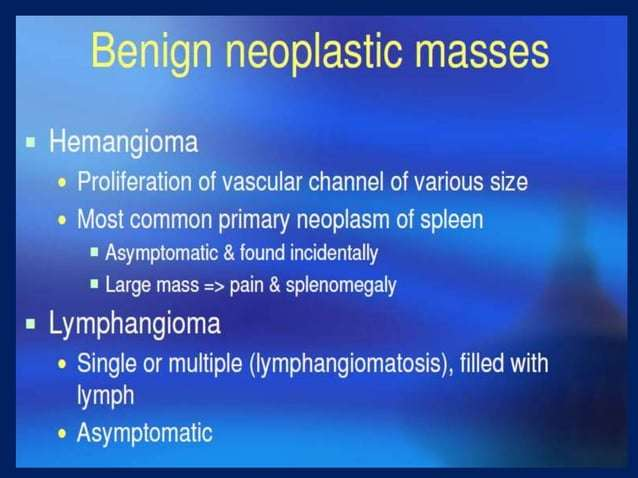 Benign neoplastic masses
Hemangioma
Proliferation of vascular channel of various size
Most common primary neoplasm of spleen
Asymptomatic & found incidentally
Large mass => pain & splenomegaly
Lymphangioma
Single or multiple (lymphangiomatosis), filled with
lymph
Asymptomatic